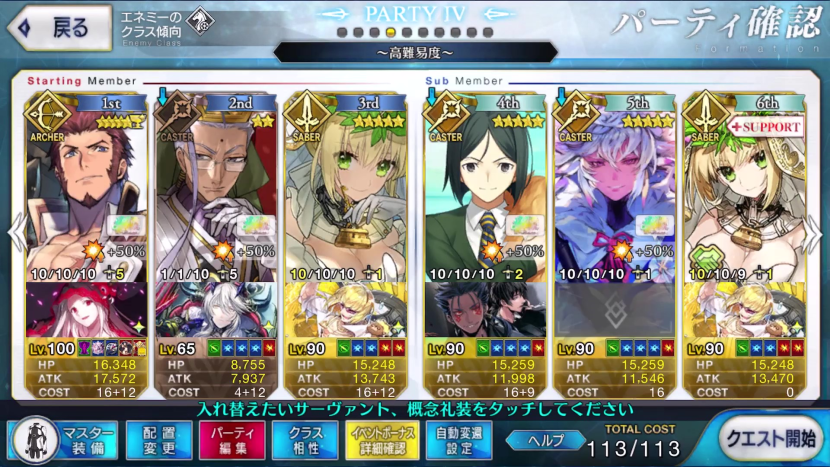 戻る
エネミーの
クラス傾向
Enemy Class
PARTY IV
～高難易度～
パーティ確認
Formation
Starting Member
Sub Member
1st
2nd
3rd
4th
5th
6th
ARCHER
CASTER
SABER
CASTER
CASTER
SABER
+SUPPORT
+50%
+50%
+50%
+50%
10/10/10 5
1/1/10 5
10/10/10 1
10/10/10 2
10/10/10 1
10/10/9 1
Lv.100
Lv.65
Lv.90
Lv.90
Lv.90
Lv.90
HP 16,348
HP 8,755
HP 15,248
HP 15,259
HP 15,259
HP 15,248
ATK 17,572
ATK 7,937
ATK 13,743
ATK 11,998
ATK 11,546
ATK 13,470
COST 16+12
COST 4+12
COST 16+12
COST 16+9
COST 16
COST 0
入れ替えたいサーヴァント、概念礼装をタッチしてください
マスター
装備
配置
変更
パーティ
編集
クラス
相性
イベントボーナス
詳細確認
自動変還
設定
ヘルプ
TOTAL COST
113/113
クエスト開始